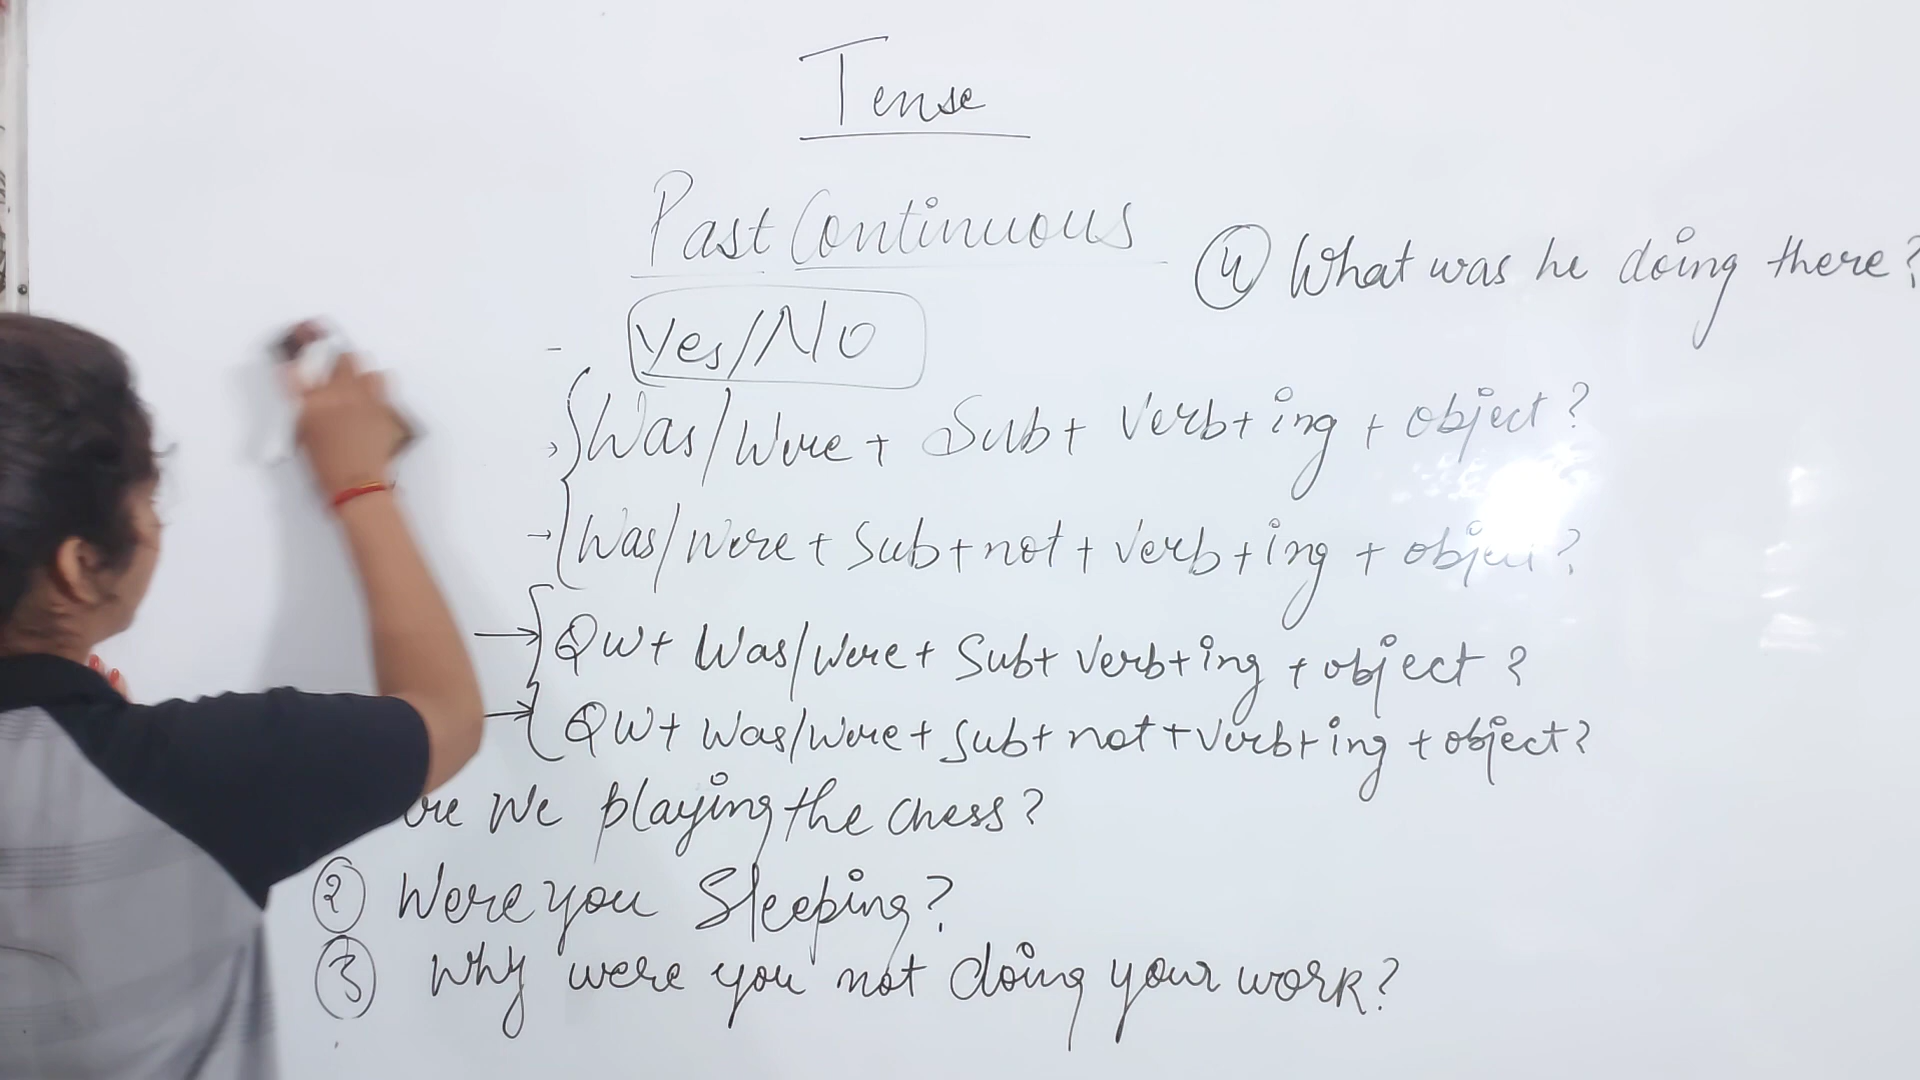 Tense
Past Continuous
④ What was he doing there?
Yes/No
Was/Were + Sub + Verb + ing + object?
→ Was/were + Sub + not + verb + ing + object?
→ QW + Was/Were + Sub + verb + ing + object?
→ QW + Was/Were + Sub + not + verb + ing + object?
We playing the chess?
② Were you Sleeping?
③ Why were you not doing your work?